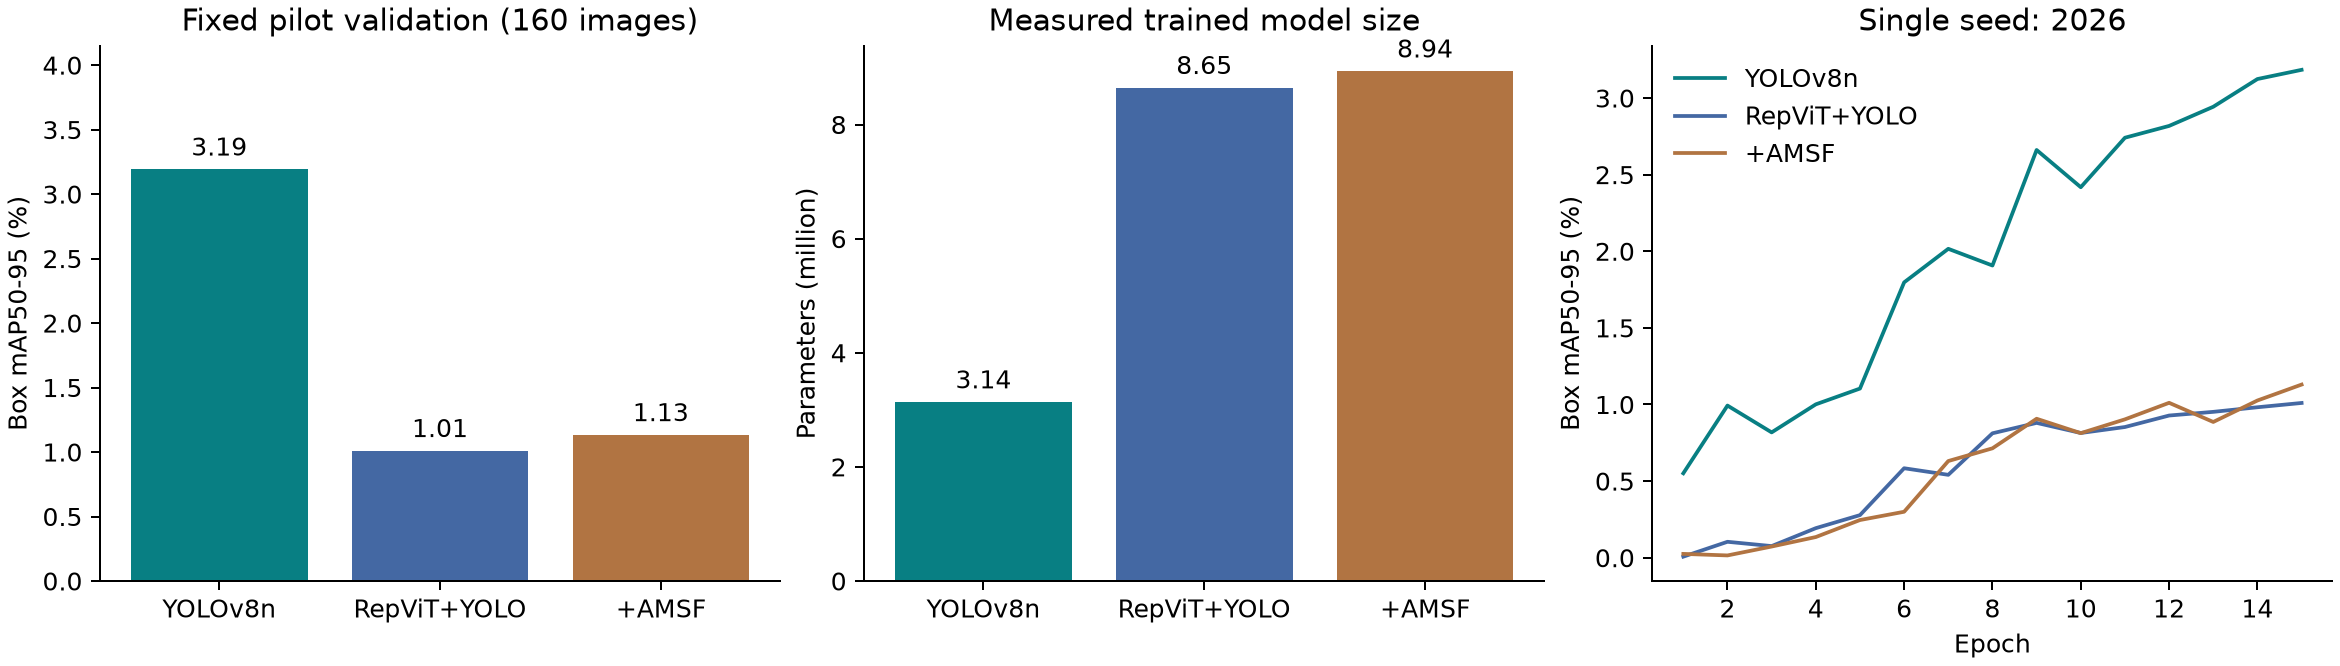 Fixed pilot validation (160 images)
Box mAP50-95 (%)
4.0
3.5
3.0
2.5
2.0
1.5
1.0
0.5
0.0
3.19
1.01
1.13
YOLOv8n
RepViT+YOLO
+AMSF
Measured trained model size
Parameters (million)
8
6
4
2
0
3.14
8.65
8.94
YOLOv8n
RepViT+YOLO
+AMSF
Single seed: 2026
Box mAP50-95 (%)
3.0
2.5
2.0
1.5
1.0
0.5
0.0
YOLOv8n
RepViT+YOLO
+AMSF
2 4 6 8 10 12 14
Epoch